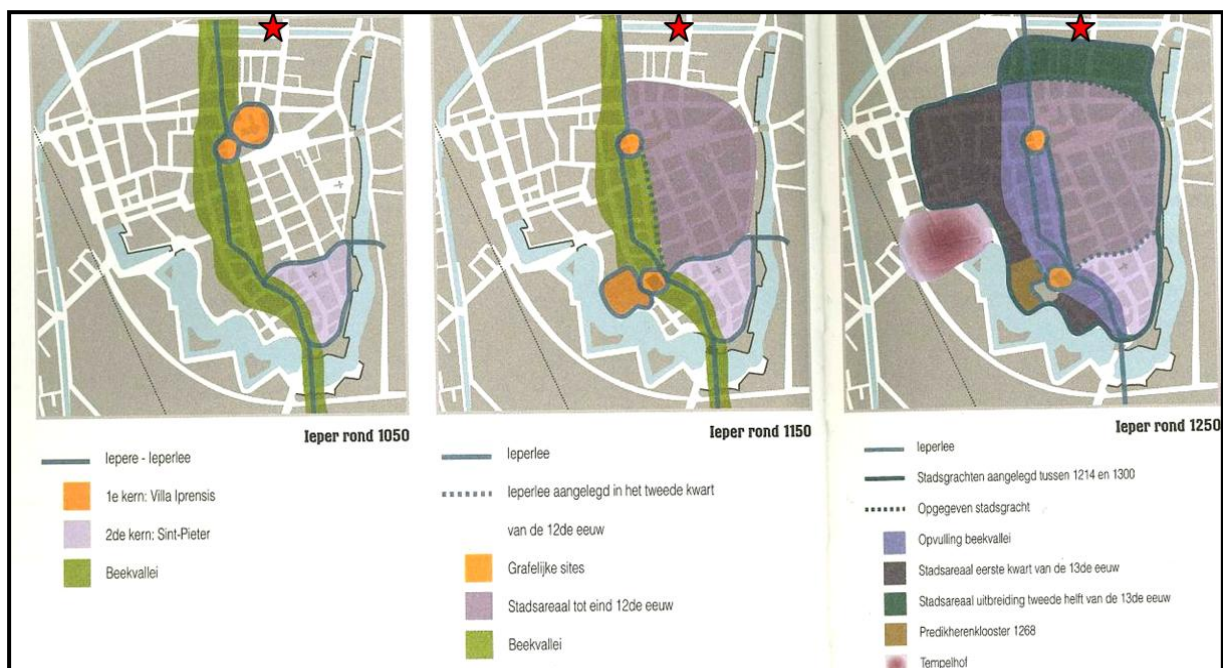 Ieper rond 1050
Iepere - Ieperlee
1e kern: Villa Iprensis
2de kern: Sint-Pieter
Beekvallei
Ieper rond 1150
Ieperlee
Ieperlee aangelegd in het tweede kwart
van de 12de eeuw
Grafelijke sites
Stadsareaal tot eind 12de eeuw
Beekvallei
Ieper rond 1250
Ieperlee
Stadsgrachten aangelegd tussen 1214 en 1300
Opgegeven stadsgracht
Opvulling beekvallei
Stadsareaal eerste kwart van de 13de eeuw
Stadsareaal uitbreiding tweede helft van de 13de eeuw
Predikherenklooster 1268
Tempelhof